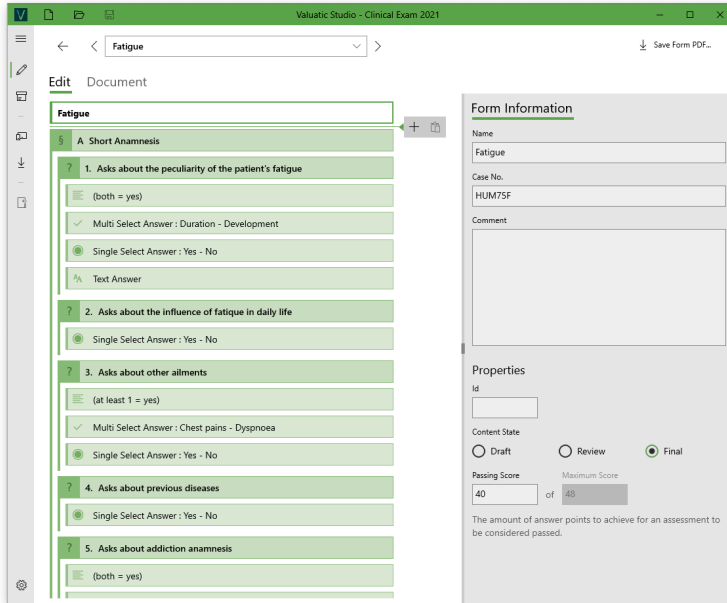 Valuatic Studio - Clinical Exam 2021
Fatigue
Save Form PDF...
Edit Document
Fatigue
§ A Short Anamnesis
? 1. Asks about the peculiarity of the patient's fatigue
(both = yes)
Multi Select Answer : Duration - Development
Single Select Answer : Yes - No
AA Text Answer
? 2. Asks about the influence of fatique in daily life
Single Select Answer : Yes - No
? 3. Asks about other ailments
(at least 1 = yes)
Multi Select Answer : Chest pains - Dyspnoea
Single Select Answer : Yes - No
? 4. Asks about previous diseases
Single Select Answer : Yes - No
? 5. Asks about addiction anamnesis
(both = yes)
Form Information
Name
Fatigue
Case No.
HUM75F
Comment
Properties
Id
Content State
Draft Review Final
Passing Score Maximum Score
40 of 48
The amount of answer points to achieve for an assessment to
be considered passed.